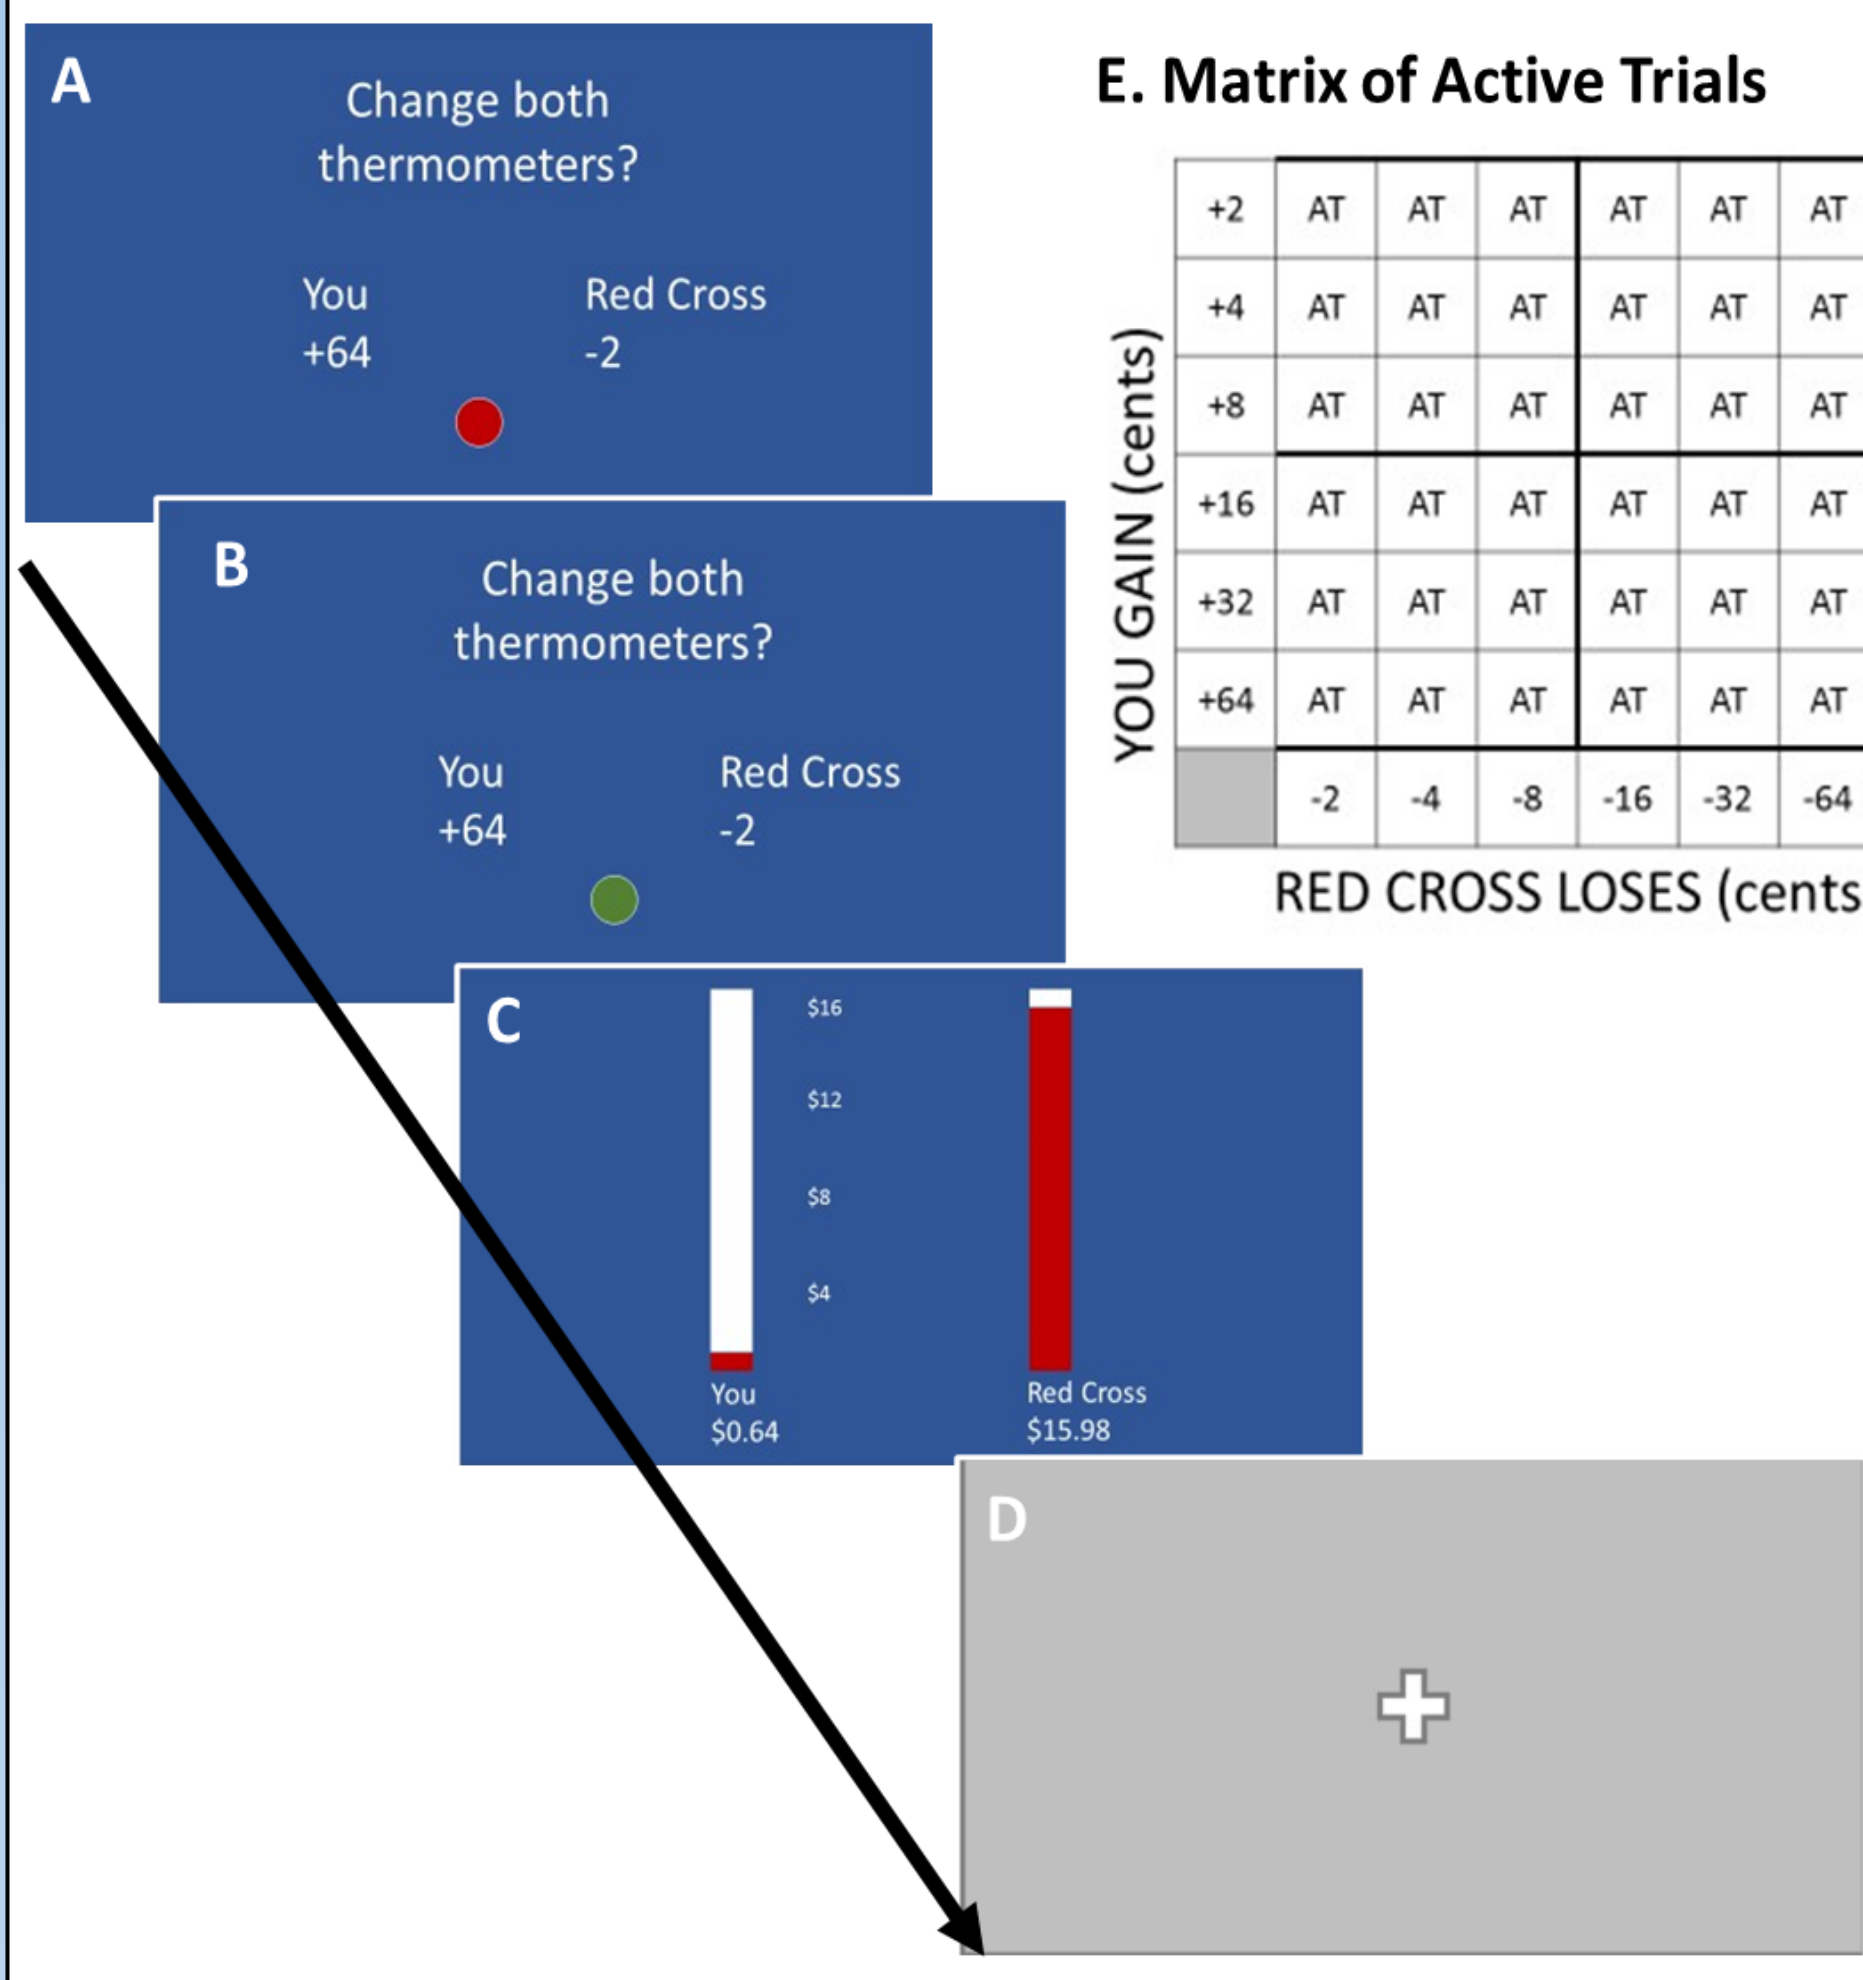 A
Change both
thermometers?
You Red Cross
+64 -2
B
Change both
thermometers?
You Red Cross
+64 -2
C
$16
$12
$8
$4
You Red Cross
$0.64 $15.98
D
E. Matrix of Active Trials
YOU GAIN (cents)
+2 AT AT AT AT AT AT
+4 AT AT AT AT AT AT
+8 AT AT AT AT AT AT
+16 AT AT AT AT AT AT
+32 AT AT AT AT AT AT
+64 AT AT AT AT AT AT
-2 -4 -8 -16 -32 -64
RED CROSS LOSES (cents